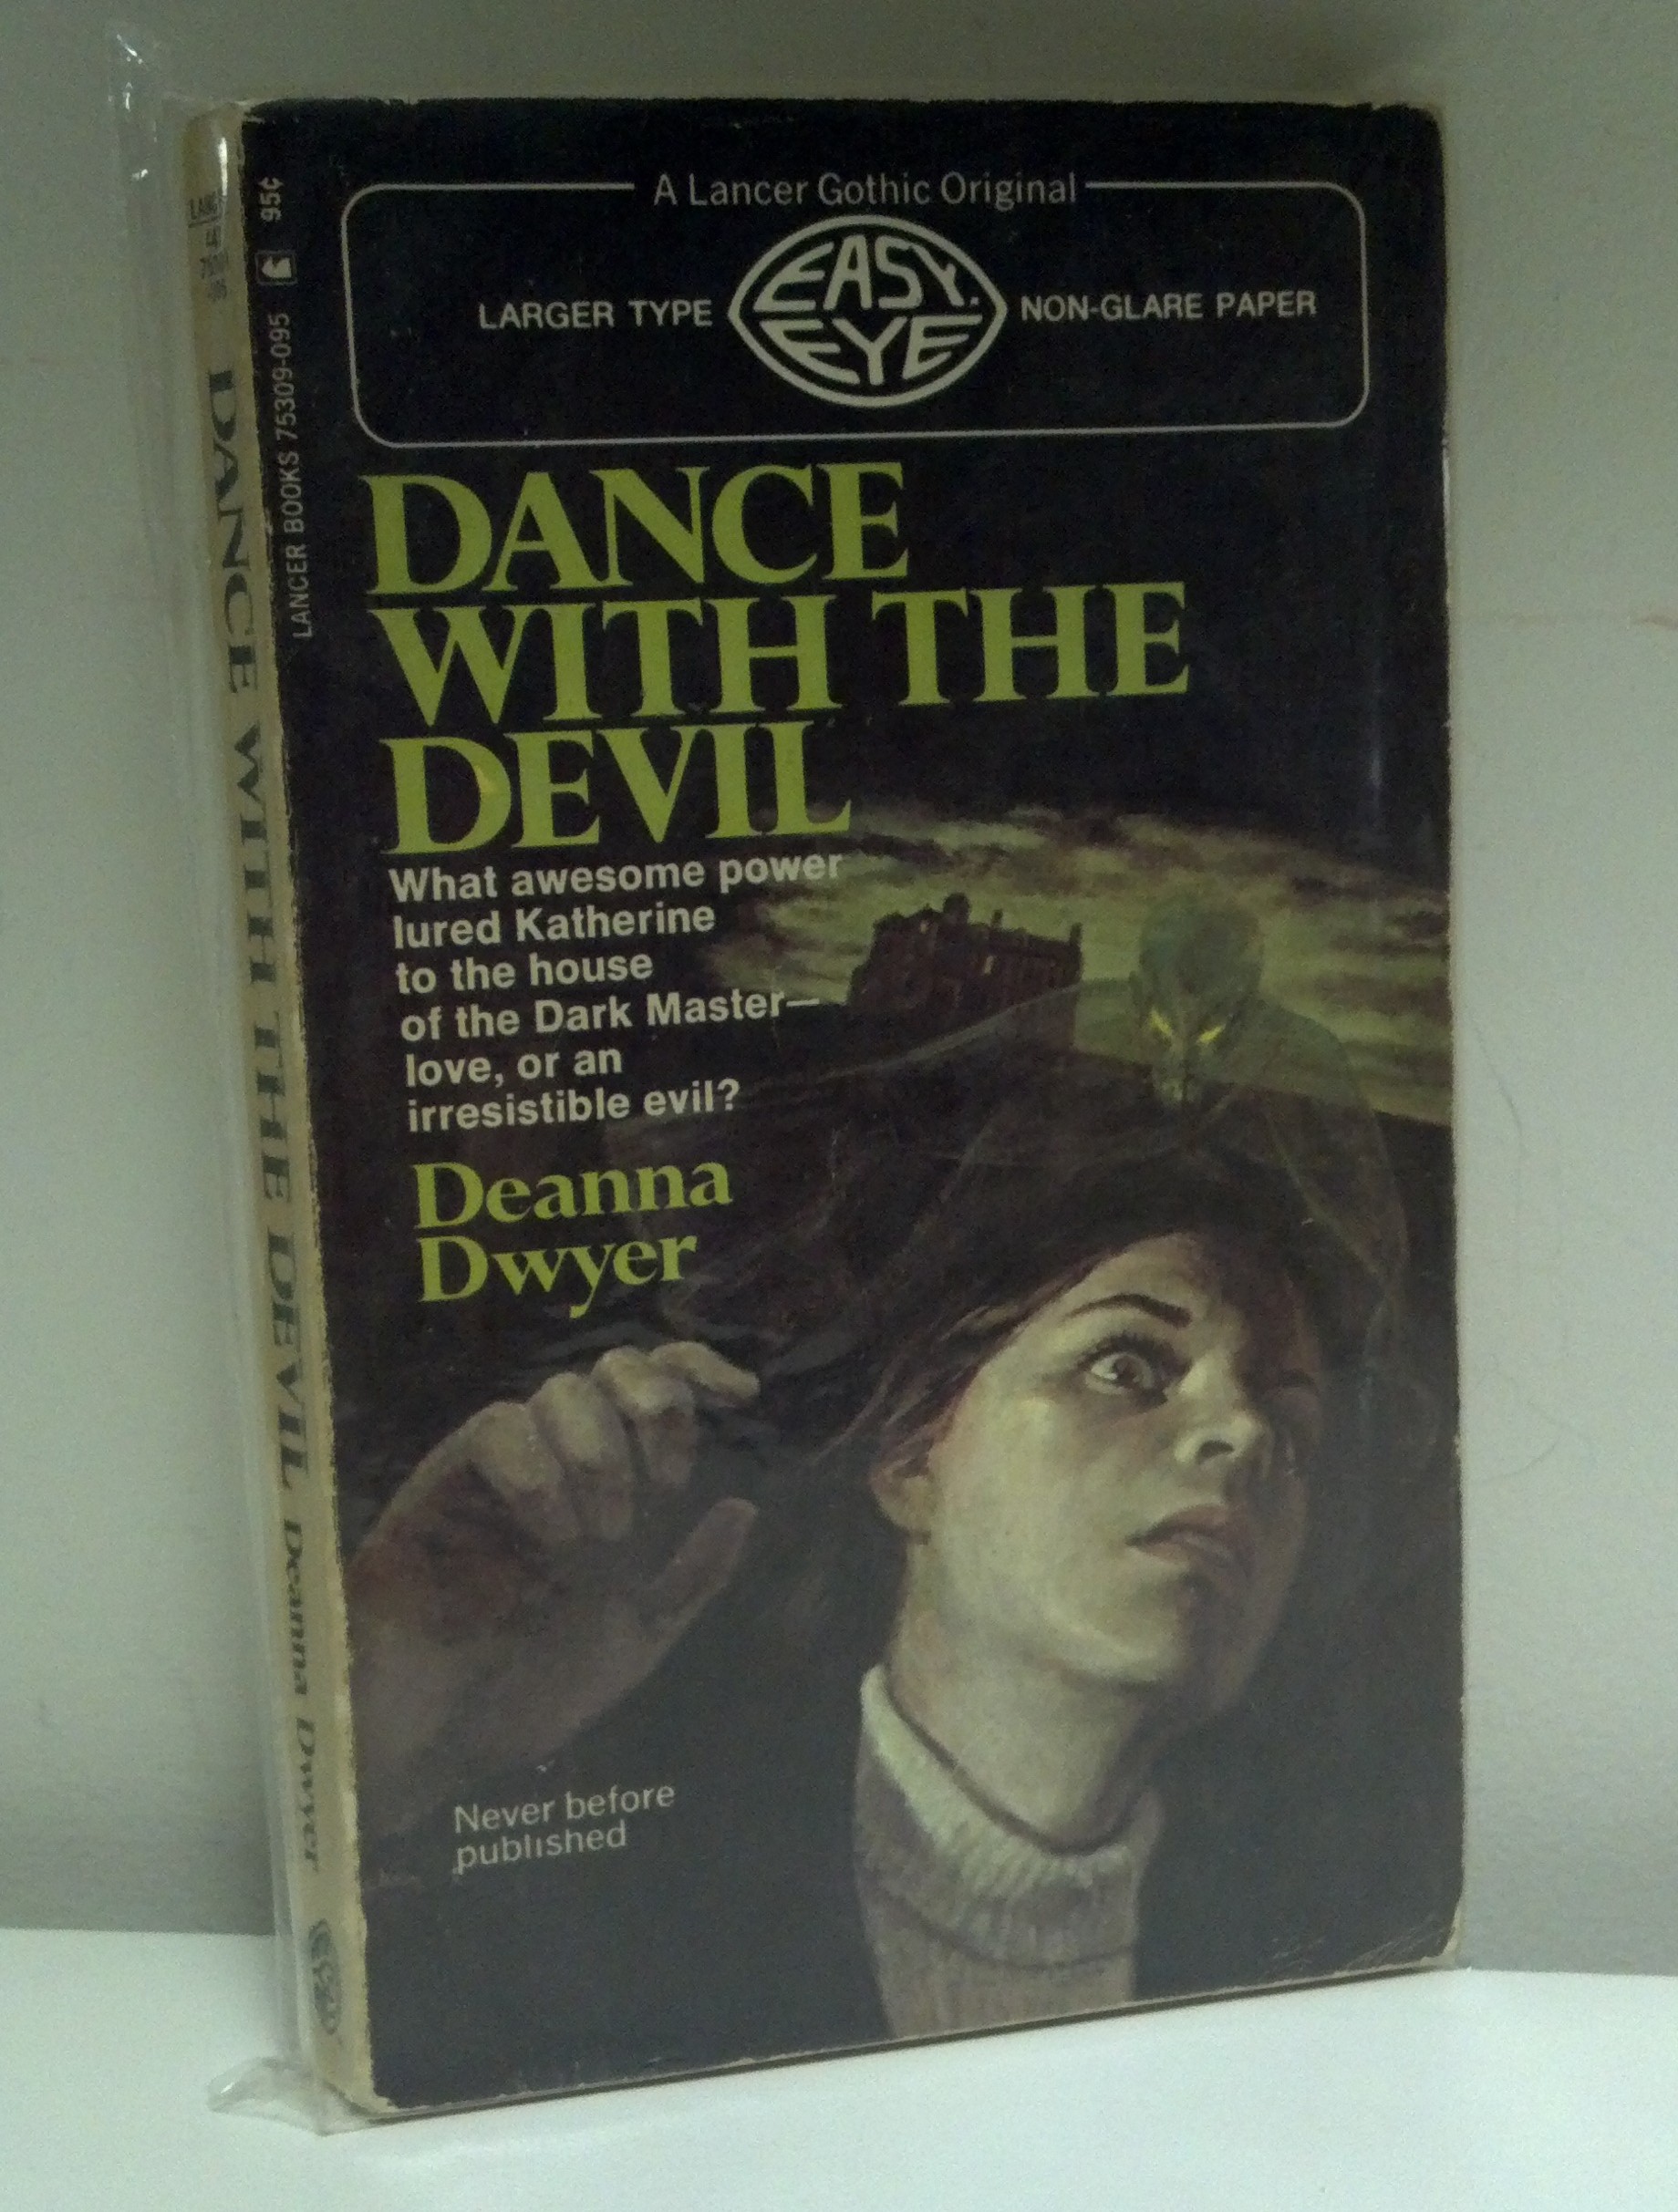 A Lancer Gothic Original
LARGER TYPE
EASY
EYE
NON-GLARE PAPER
95¢
LANCER BOOKS 75309-095
DANCE
WITH THE
DEVIL
What awesome power
lured Katherine
to the house
of the Dark Master—
love, or an
irresistible evil?
Deanna
Dwyer
Never before
published
DANCE WITH THE DEVIL Deanna Dwyer